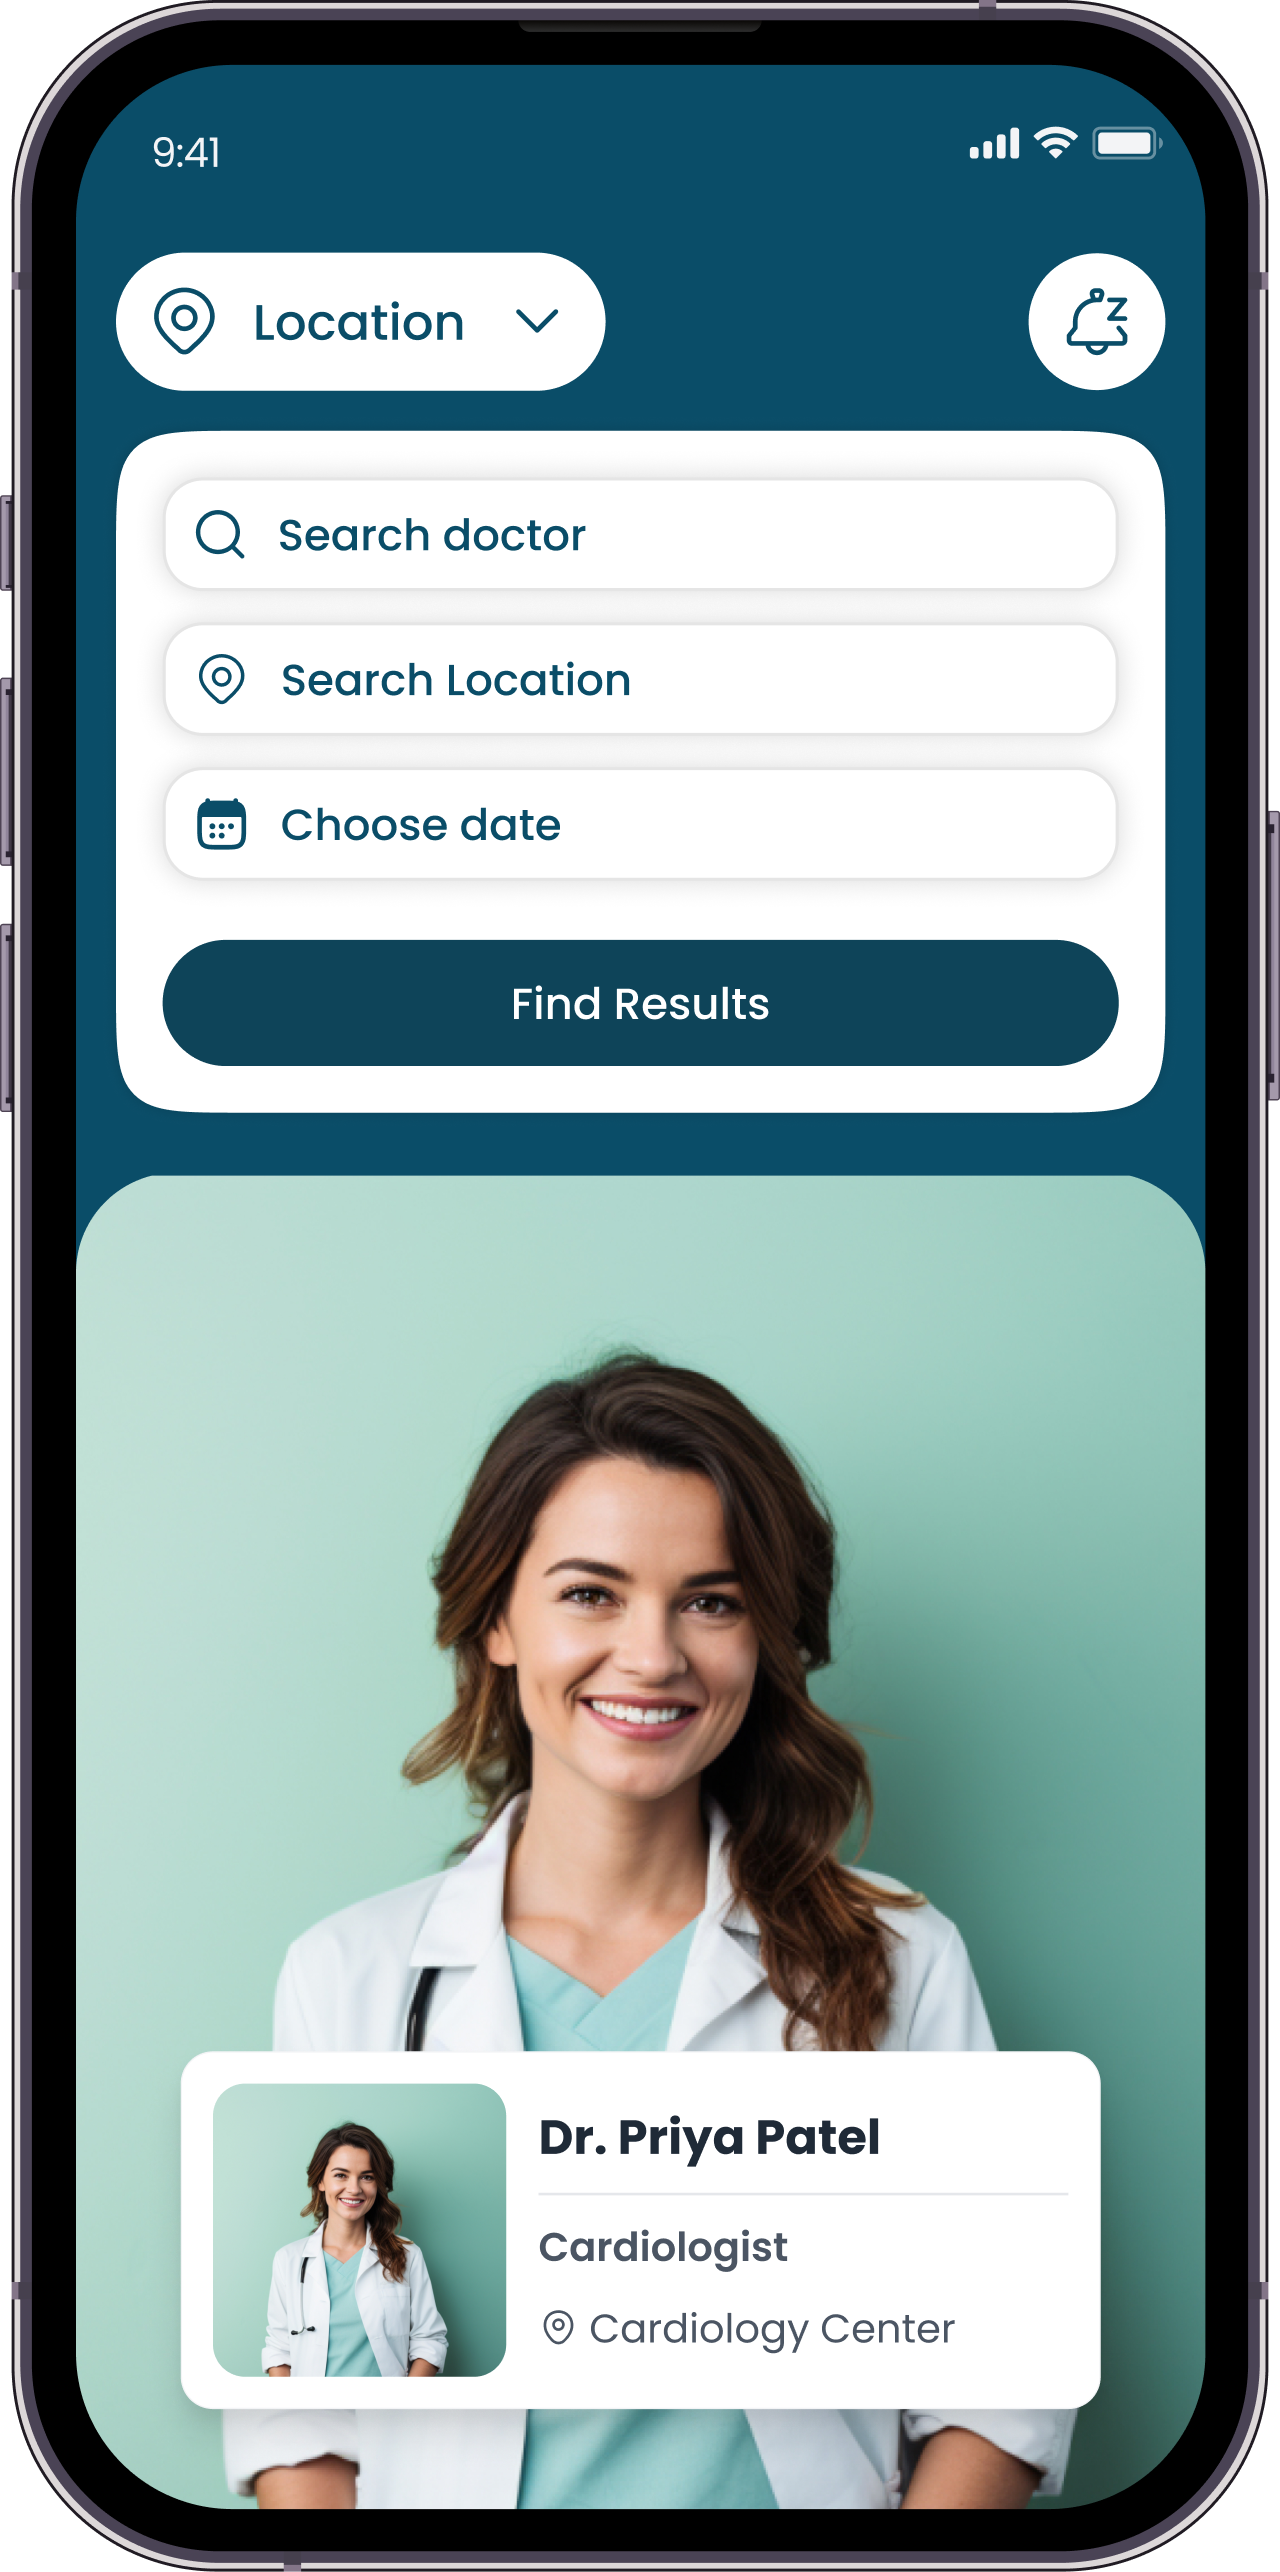 9:41
Location
Search doctor
Search Location
Choose date
Find Results
Dr. Priya Patel
Cardiologist
Cardiology Center